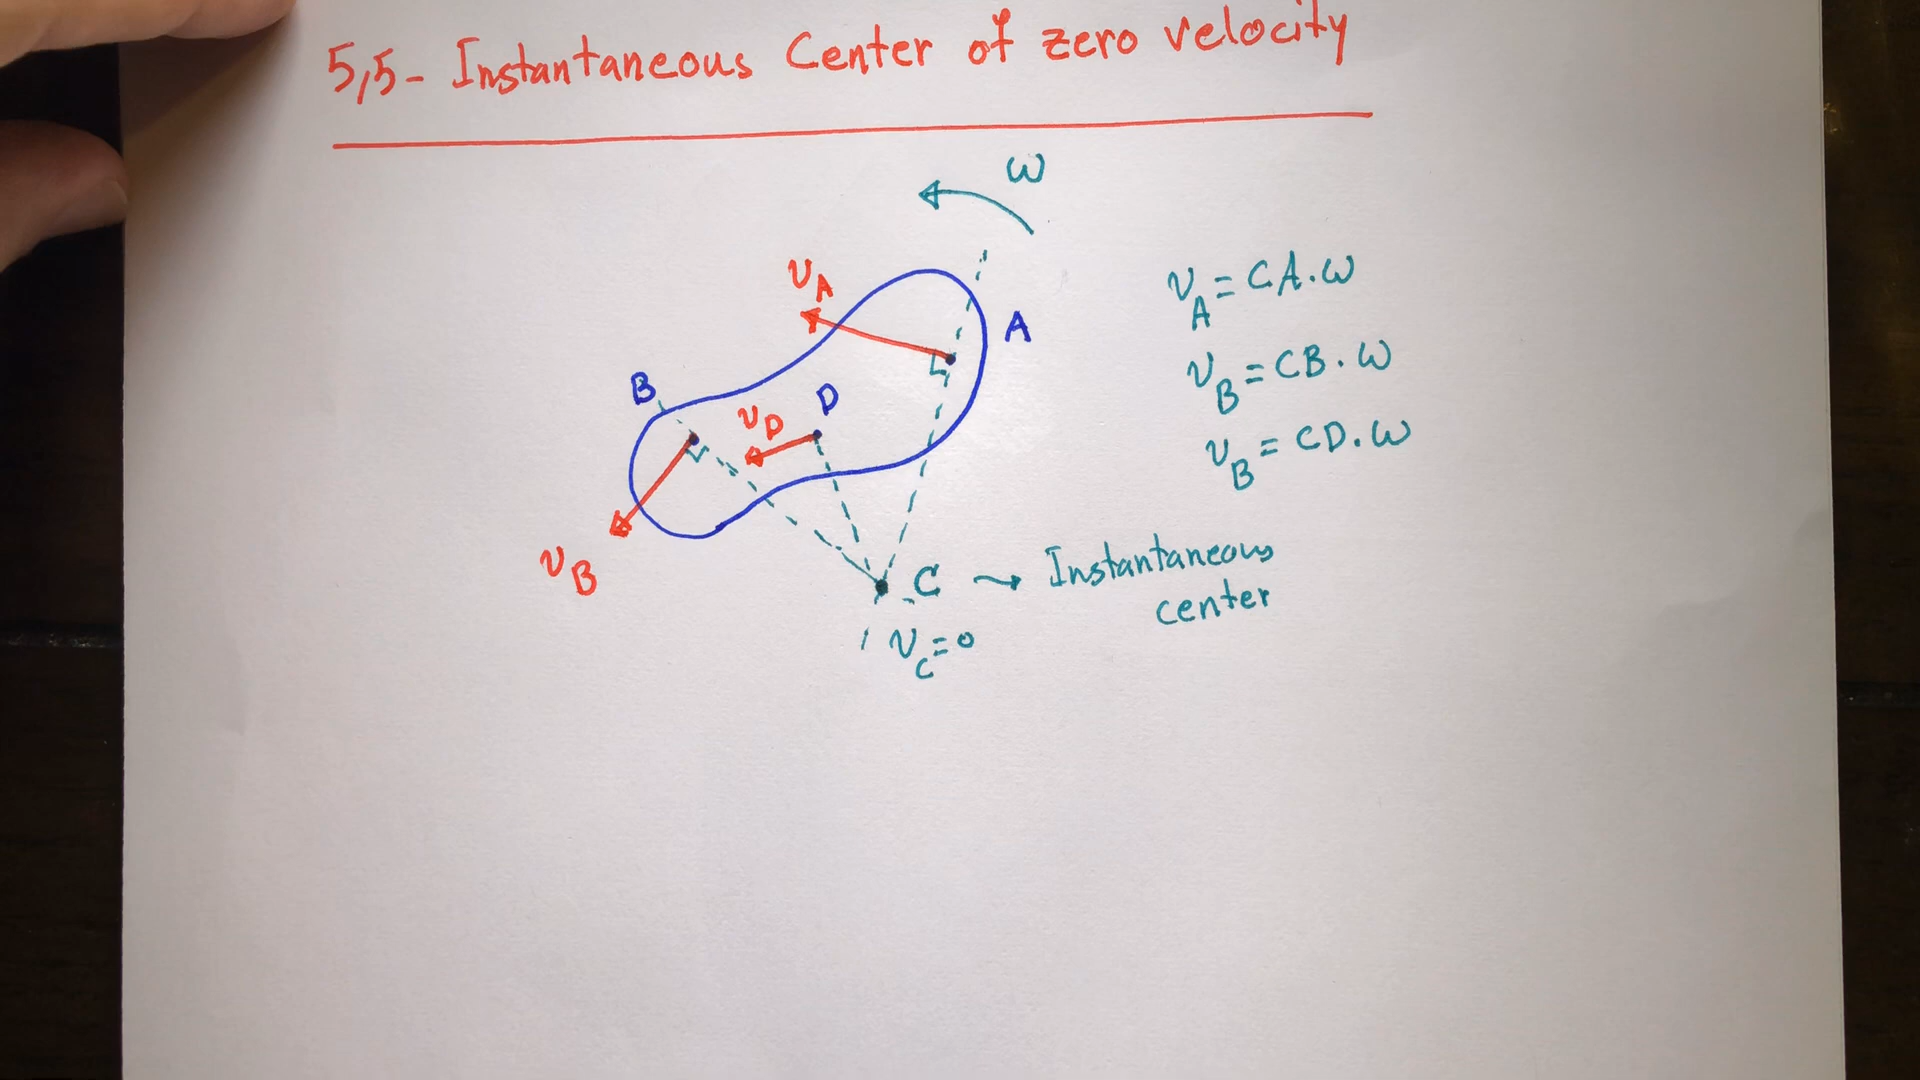 5,5- Instantaneous Center of zero velocity
ω
v_A
A
B
v_D
D
v_B
C → Instantaneous
center
v_C = 0
v_A = CA.ω
v_B = CB.ω
v_B = CD.ω